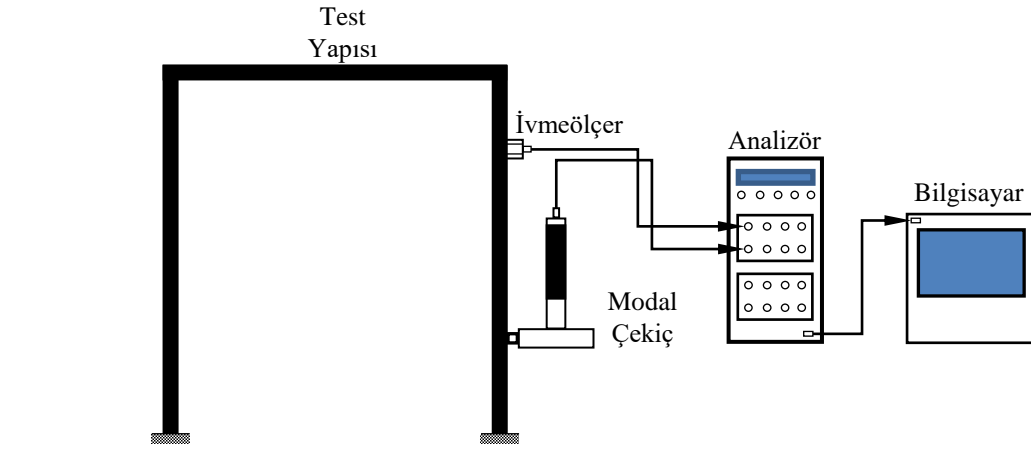 Test
Yapısı
İvmeölçer
Analizör
Bilgisayar
Modal
Çekiç